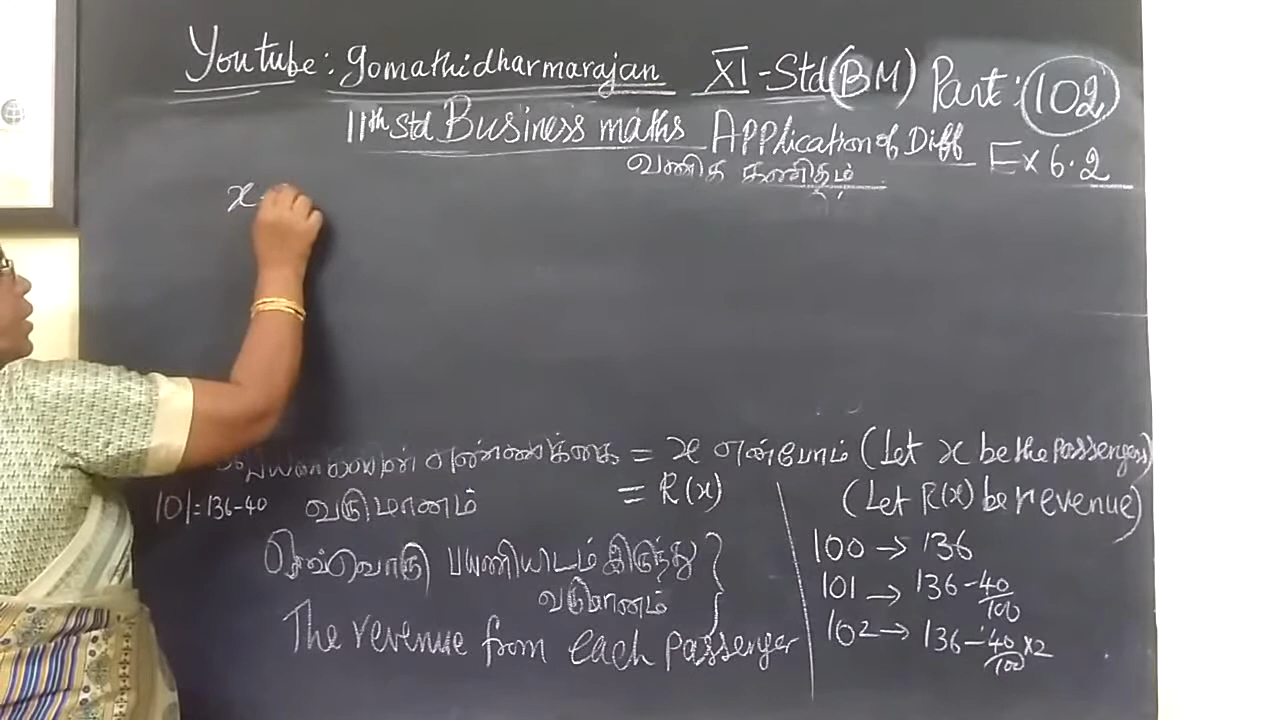 Youtube: gomathidharmarajan XI-Std(BM) Part: 102
11th std Business maths Application of Diff Ex 6.2
வணிக கணிதம்
x
எண்ணிக்கை = x என்போம் (Let x be the passengers)
101 = 136-40 வருமானம் = R(x) (Let R(x) be revenue)
ஒவ்வொரு பயணியிடம் இருந்து }
வருமானம்
The revenue from each passenger
100 → 136
101 → 136 - 40/100
102 → 136 - 40/100 × 2